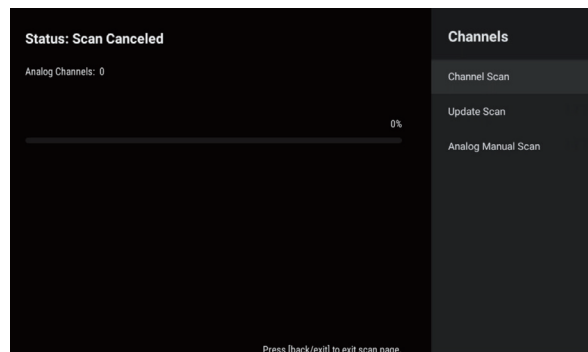 Status: Scan Canceled
Analog Channels: 0
0%
Press [back/exit] to exit scan page
Channels
Channel Scan
Update Scan
Analog Manual Scan